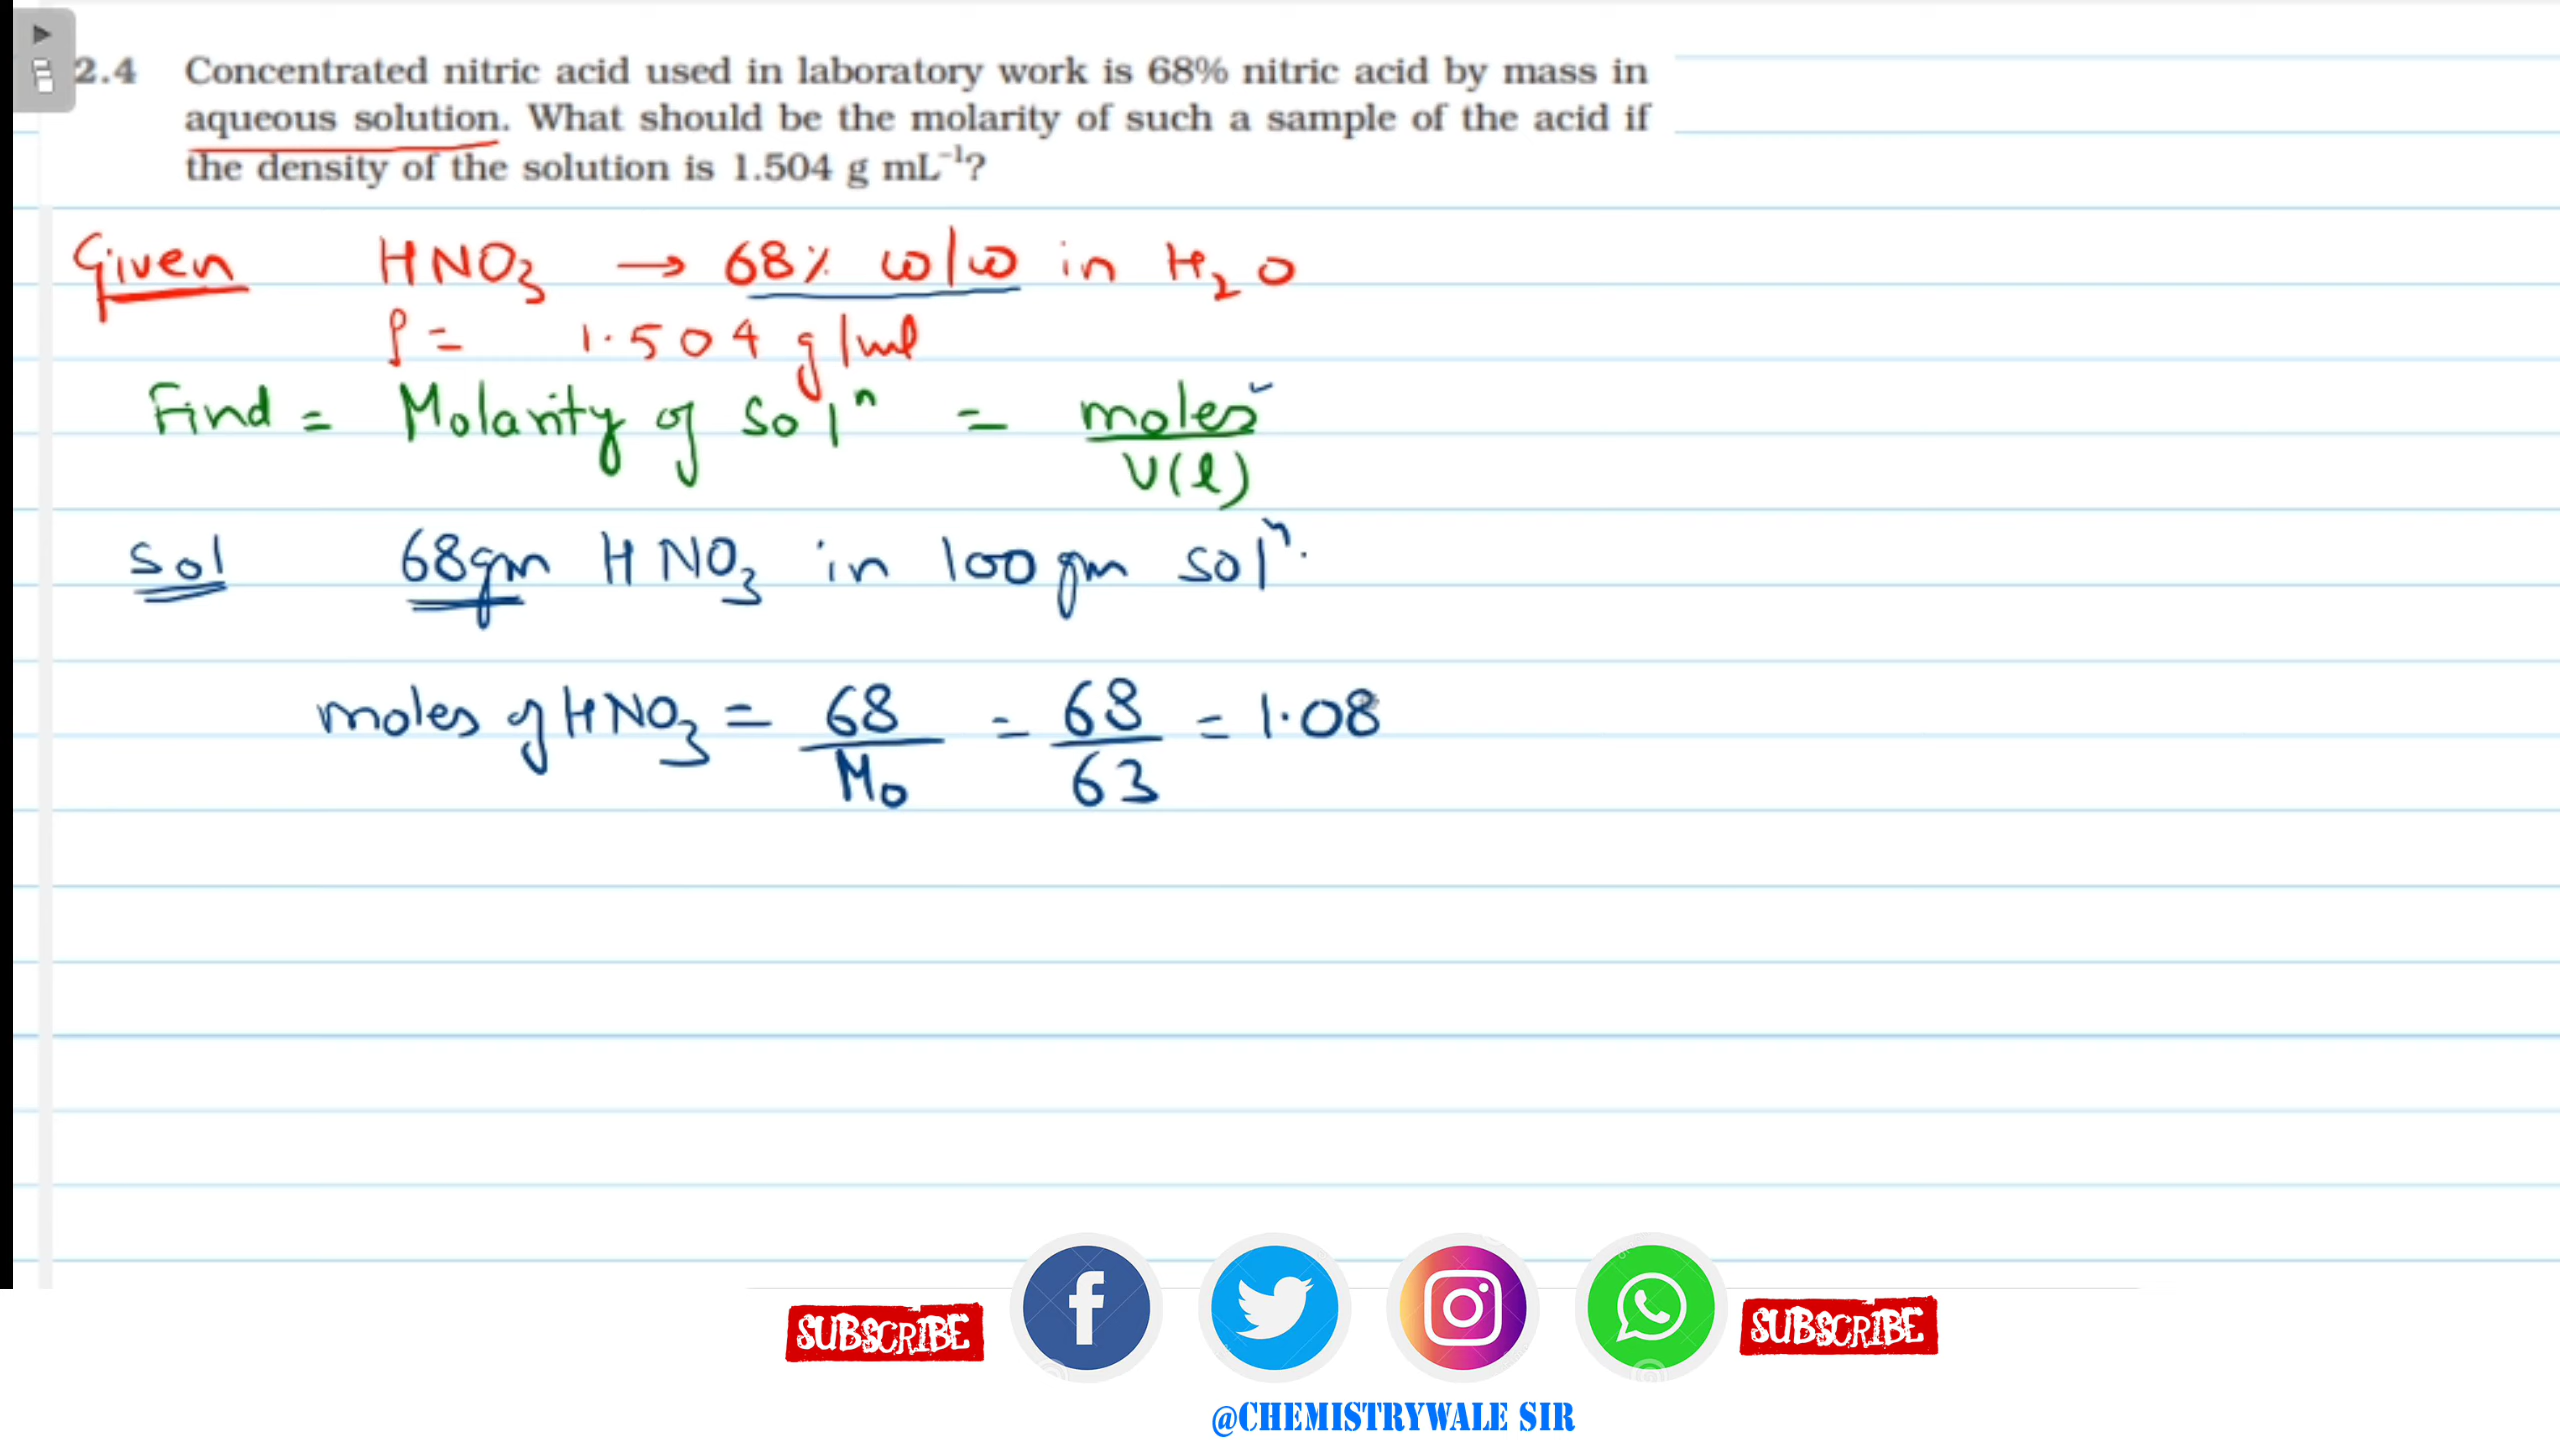 2.4 Concentrated nitric acid used in laboratory work is 68% nitric acid by mass in
aqueous solution. What should be the molarity of such a sample of the acid if
the density of the solution is 1.504 g mL⁻¹?
Given HNO₃ → 68% w/w in H₂O
ρ = 1.504 g/ml
Find = Molarity of solⁿ = moles / V(l)
Sol 68gm HNO₃ in 100 gm solⁿ.
moles of HNO₃ = 68 / M₀ = 68 / 63 = 1.08
SUBSCRIBE SUBSCRIBE
@CHEMISTRYWALE SIR